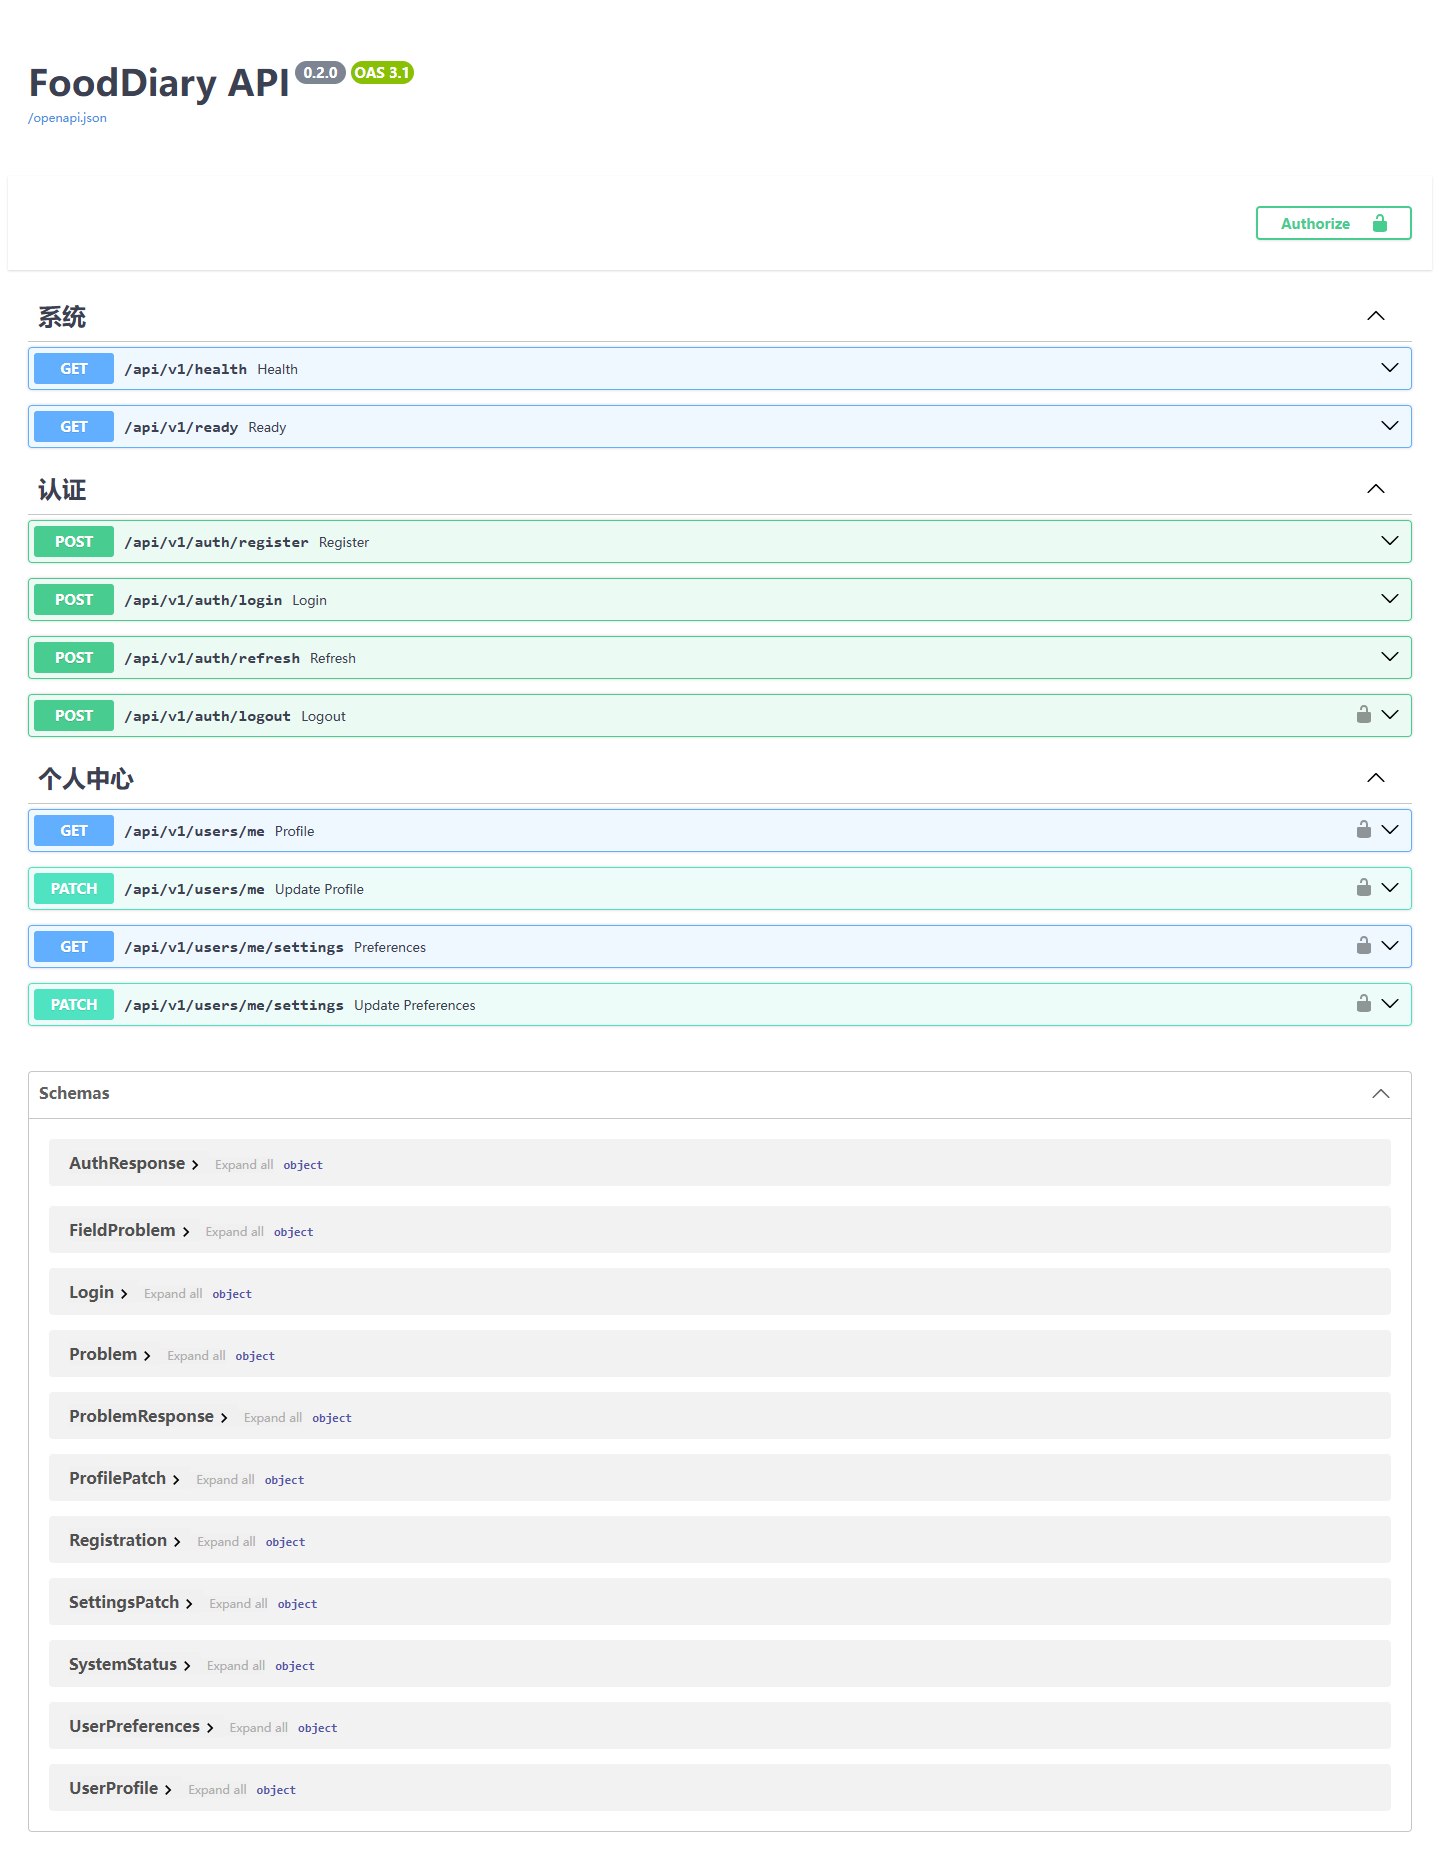 FoodDiary API 0.2.0 OAS 3.1
/openapi.json
Authorize
系统
GET /api/v1/health Health
GET /api/v1/ready Ready
认证
POST /api/v1/auth/register Register
POST /api/v1/auth/login Login
POST /api/v1/auth/refresh Refresh
POST /api/v1/auth/logout Logout
个人中心
GET /api/v1/users/me Profile
PATCH /api/v1/users/me Update Profile
GET /api/v1/users/me/settings Preferences
PATCH /api/v1/users/me/settings Update Preferences
Schemas
AuthResponse Expand all object
FieldProblem Expand all object
Login Expand all object
Problem Expand all object
ProblemResponse Expand all object
ProfilePatch Expand all object
Registration Expand all object
SettingsPatch Expand all object
SystemStatus Expand all object
UserPreferences Expand all object
UserProfile Expand all object